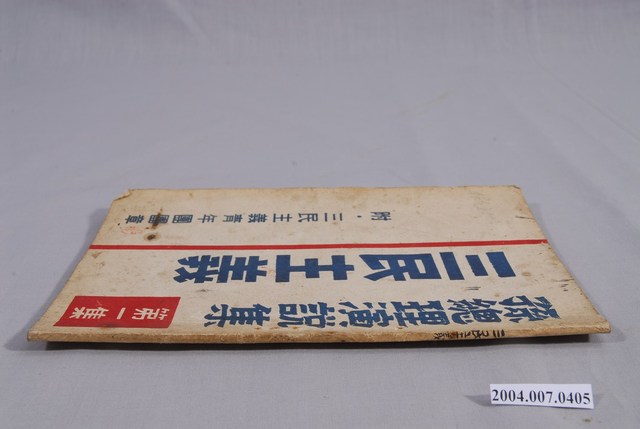 孫總理演說集
第一集
三民主義
附・三民主義青年團團章
2004.007.0405